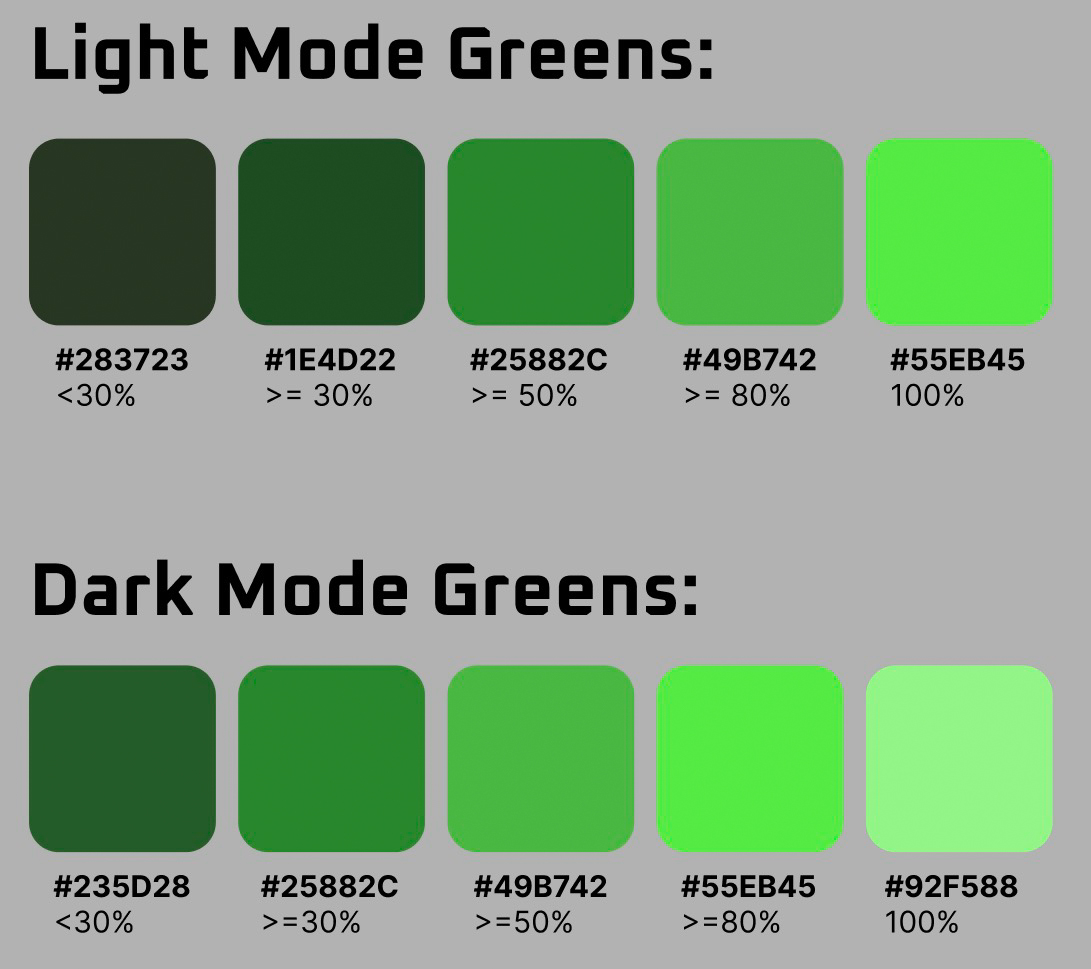 Light Mode Greens:
#283723 #1E4D22 #25882C #49B742 #55EB45
<30% >= 30% >= 50% >= 80% 100%
Dark Mode Greens:
#235D28 #25882C #49B742 #55EB45 #92F588
<30% >=30% >=50% >=80% 100%